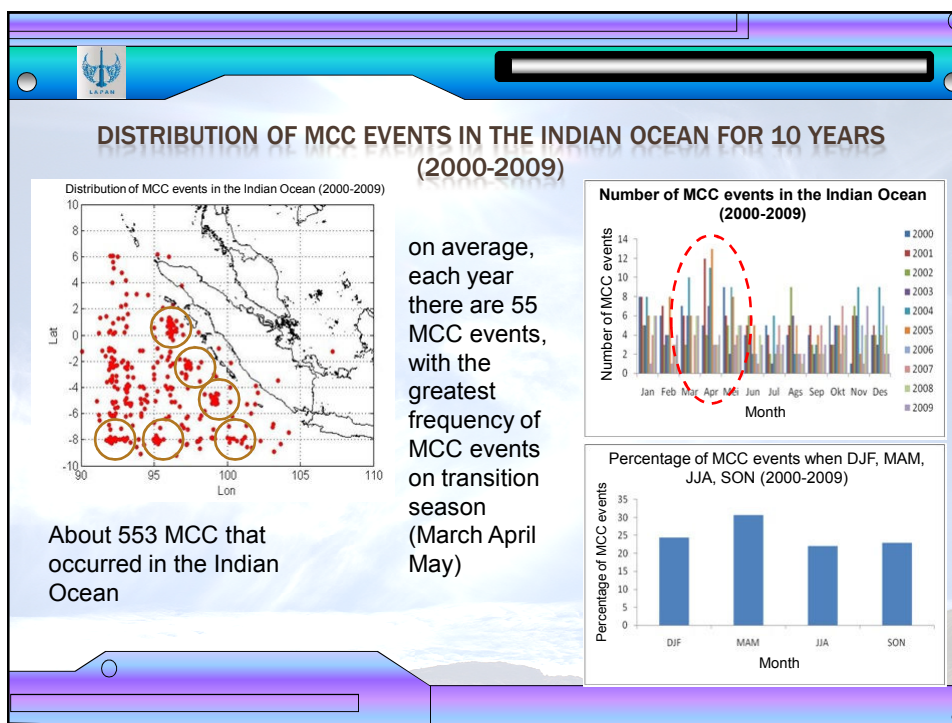 LAPAN
DISTRIBUTION OF MCC EVENTS IN THE INDIAN OCEAN FOR 10 YEARS
(2000-2009)
Distribution of MCC events in the Indian Ocean (2000-2009)
10
8
6
4
2
0
-2
-4
-6
-8
-10
Lat
90 95 100 105 110
Lon
About 553 MCC that
occurred in the Indian
Ocean
on average,
each year
there are 55
MCC events,
with the
greatest
frequency of
MCC events
on transition
season
(March April
May)
Number of MCC events in the Indian Ocean
(2000-2009)
Number of MCC events
14
12
10
8
6
4
2
0
Jan Feb Mar Apr Mei Jun Jul Ags Sep Okt Nov Des
Month
2000
2001
2002
2003
2004
2005
2006
2007
2008
2009
Percentage of MCC events when DJF, MAM,
JJA, SON (2000-2009)
Percentage of MCC events
35
30
25
20
15
10
5
0
DJF MAM JJA SON
Month